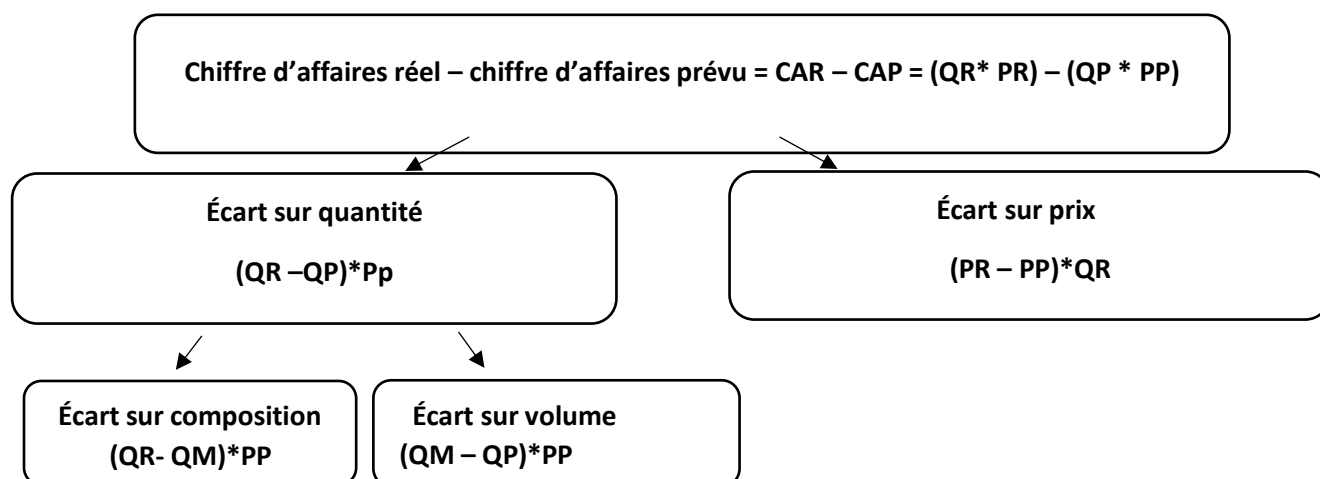 Chiffre d’affaires réel – chiffre d’affaires prévu = CAR – CAP = (QR* PR) – (QP * PP)
Écart sur quantité
(QR –QP)*Pp
Écart sur prix
(PR – PP)*QR
Écart sur composition
(QR- QM)*PP
Écart sur volume
(QM – QP)*PP